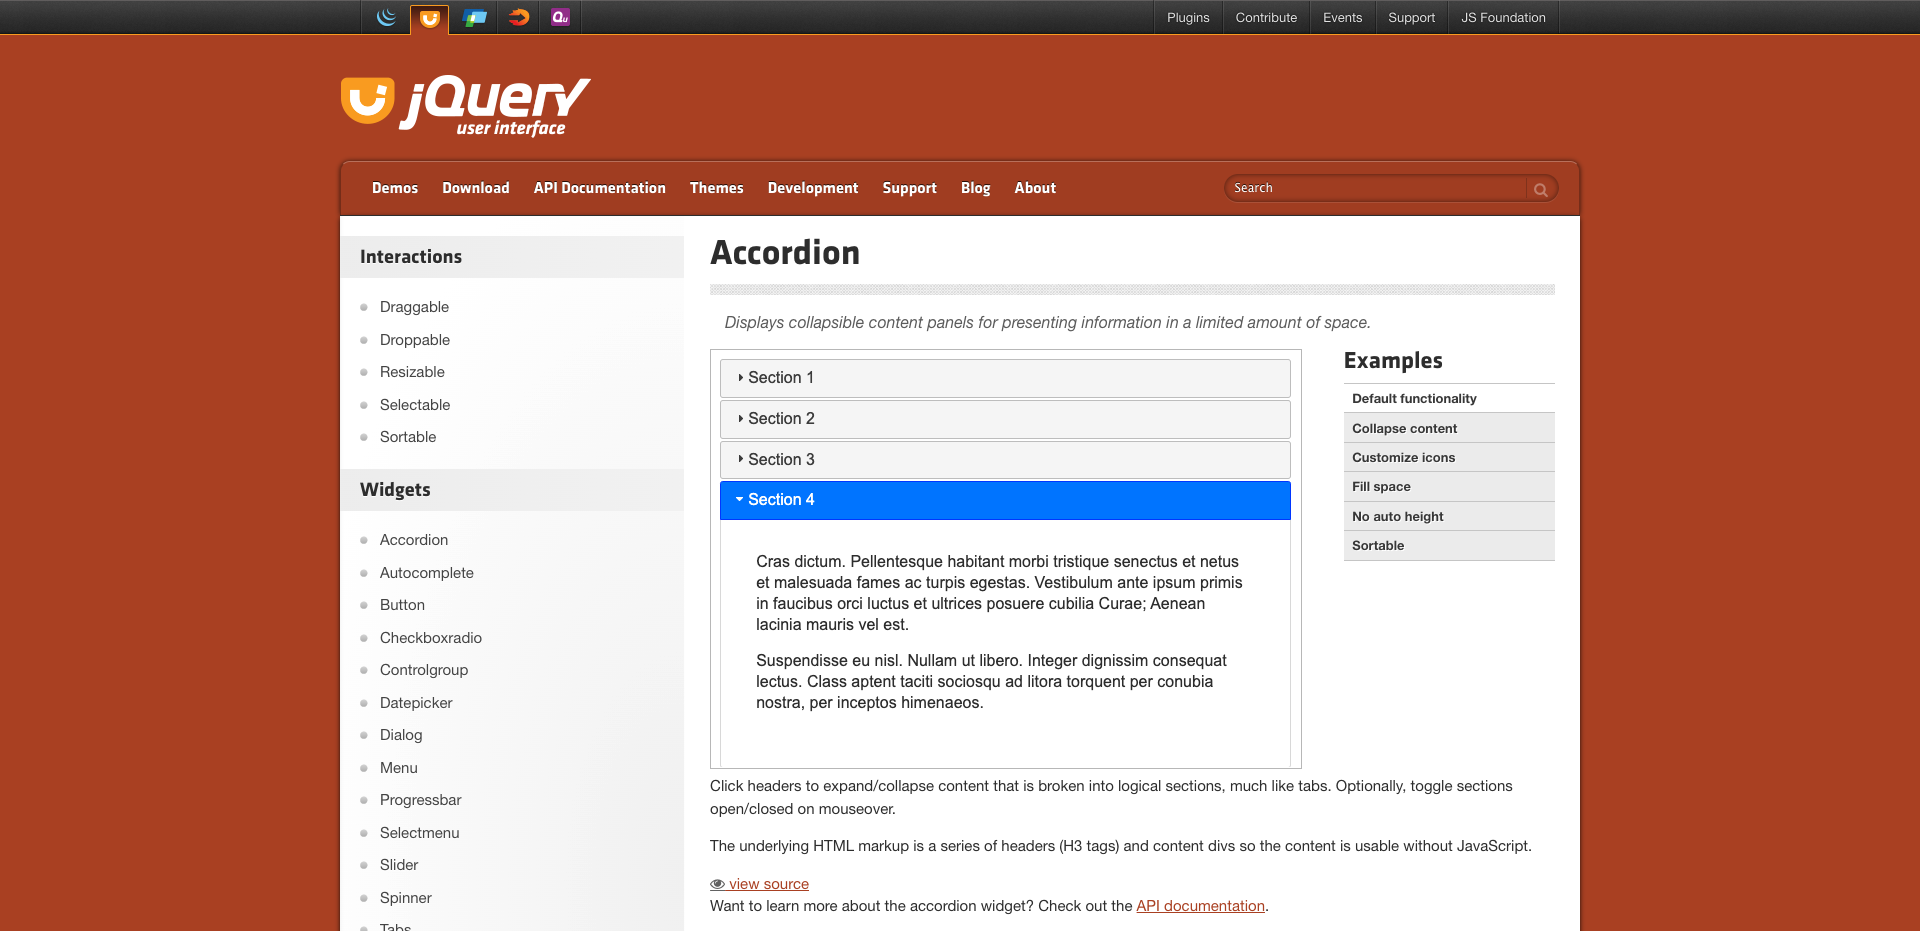 Qu
Plugins
Contribute
Events
Support
JS Foundation
jQuery
user interface
Demos
Download
API Documentation
Themes
Development
Support
Blog
About
Search
Interactions
Draggable
Droppable
Resizable
Selectable
Sortable
Widgets
Accordion
Autocomplete
Button
Checkboxradio
Controlgroup
Datepicker
Dialog
Menu
Progressbar
Selectmenu
Slider
Spinner
Tabs
Accordion
Displays collapsible content panels for presenting information in a limited amount of space.
Section 1
Section 2
Section 3
Section 4
Cras dictum. Pellentesque habitant morbi tristique senectus et netus
et malesuada fames ac turpis egestas. Vestibulum ante ipsum primis
in faucibus orci luctus et ultrices posuere cubilia Curae; Aenean
lacinia mauris vel est.
Suspendisse eu nisl. Nullam ut libero. Integer dignissim consequat
lectus. Class aptent taciti sociosqu ad litora torquent per conubia
nostra, per inceptos himenaeos.
Examples
Default functionality
Collapse content
Customize icons
Fill space
No auto height
Sortable
Click headers to expand/collapse content that is broken into logical sections, much like tabs. Optionally, toggle sections
open/closed on mouseover.
The underlying HTML markup is a series of headers (H3 tags) and content divs so the content is usable without JavaScript.
view source
Want to learn more about the accordion widget? Check out the API documentation.